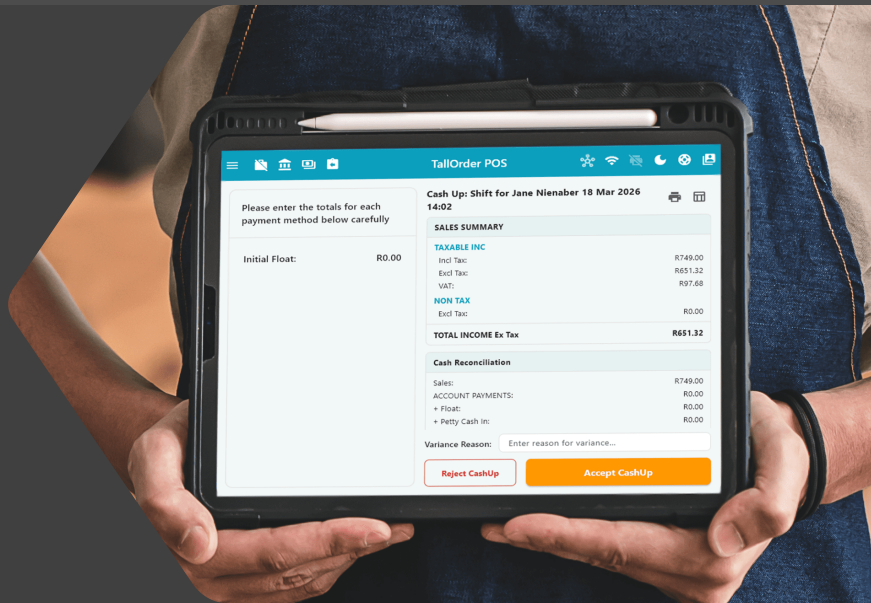 TallOrder POS
Please enter the totals for each
payment method below carefully
Initial Float: R0.00
Cash Up: Shift for Jane Nienaber 18 Mar 2026
14:02
SALES SUMMARY
TAXABLE INC
Incl Tax: R749.00
Excl Tax: R651.32
VAT: R97.68
NON TAX
Excl Tax: R0.00
TOTAL INCOME Ex Tax R651.32
Cash Reconciliation
Sales: R749.00
ACCOUNT PAYMENTS: R0.00
+ Float: R0.00
+ Petty Cash In: R0.00
Variance Reason: Enter reason for variance...
Reject CashUp
Accept CashUp